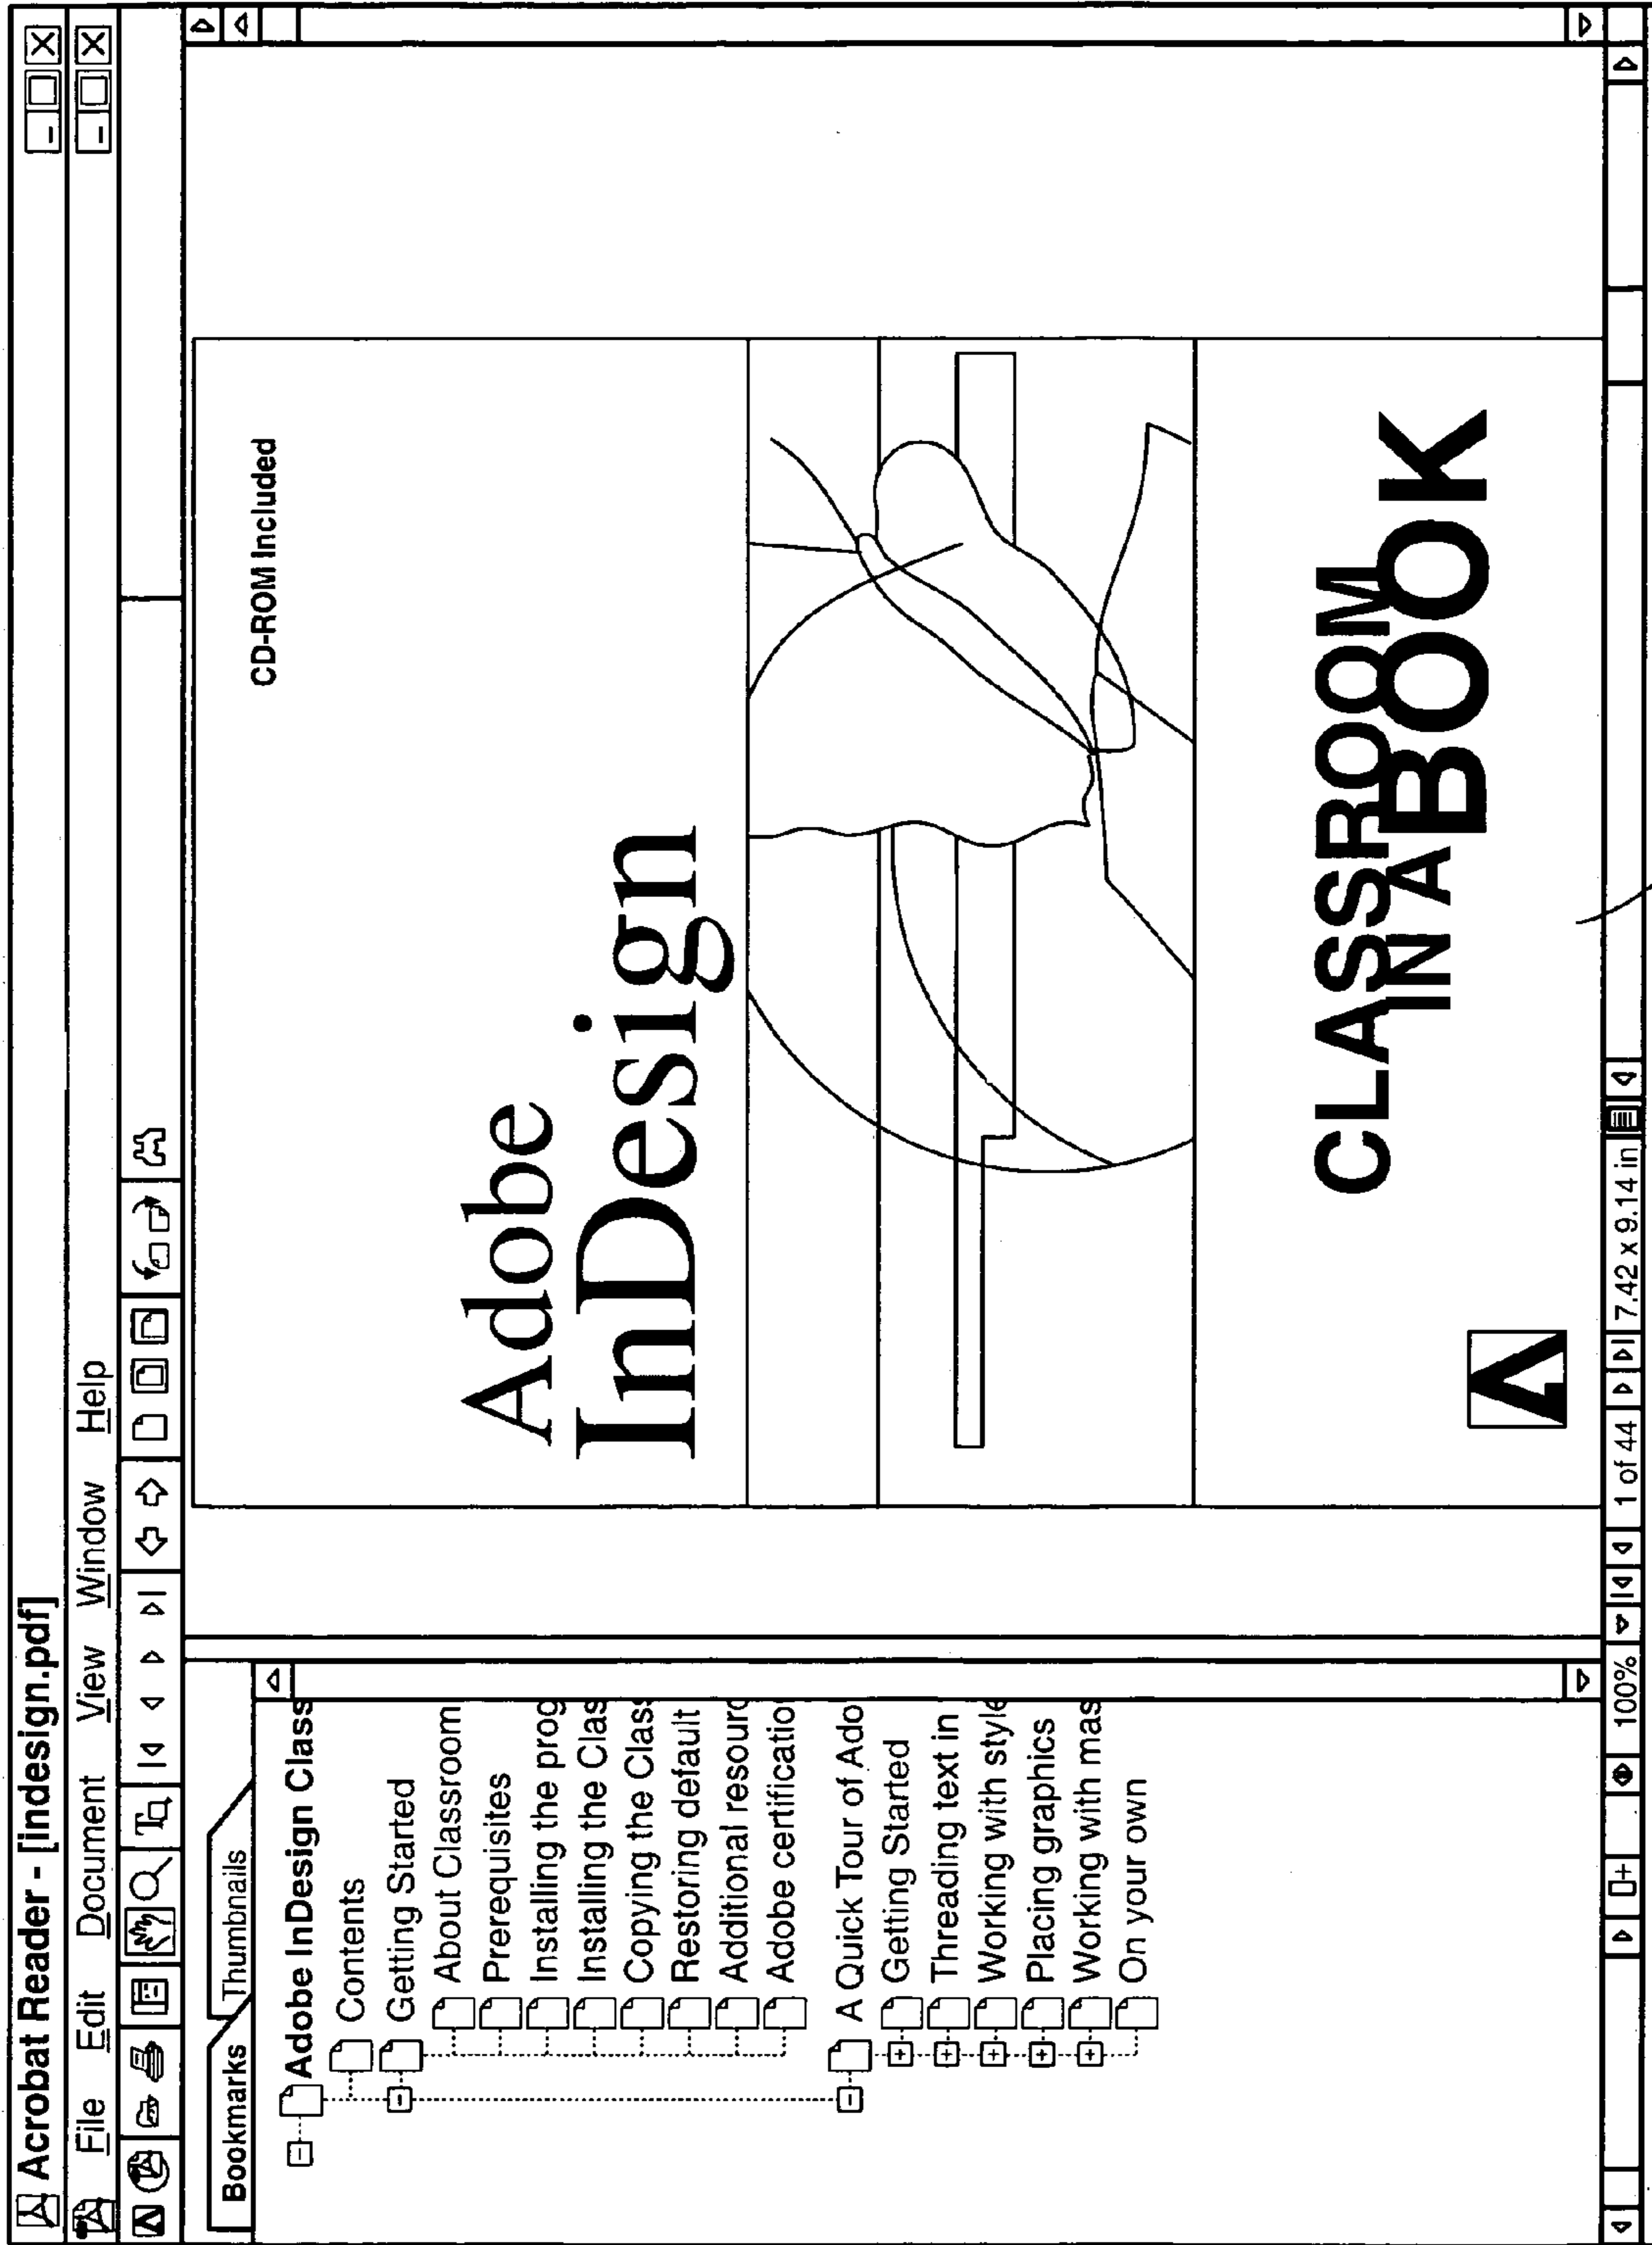 Acrobat Reader - [indesign.pdf]
File Edit Document View Window Help
Bookmarks Thumbnails
Adobe InDesign Class
Contents
Getting Started
About Classroom
Prerequisites
Installing the prog
Installing the Clas
Copying the Clas
Restoring default
Additional resourc
Adobe certificatio
A Quick Tour of Ado
Getting Started
Threading text in
Working with style
Placing graphics
Working with mas
On your own
CD-ROM Included
Adobe
InDesign
CLASSROOM
IN A BOOK
100% 1 of 44 7.42 x 9.14 in